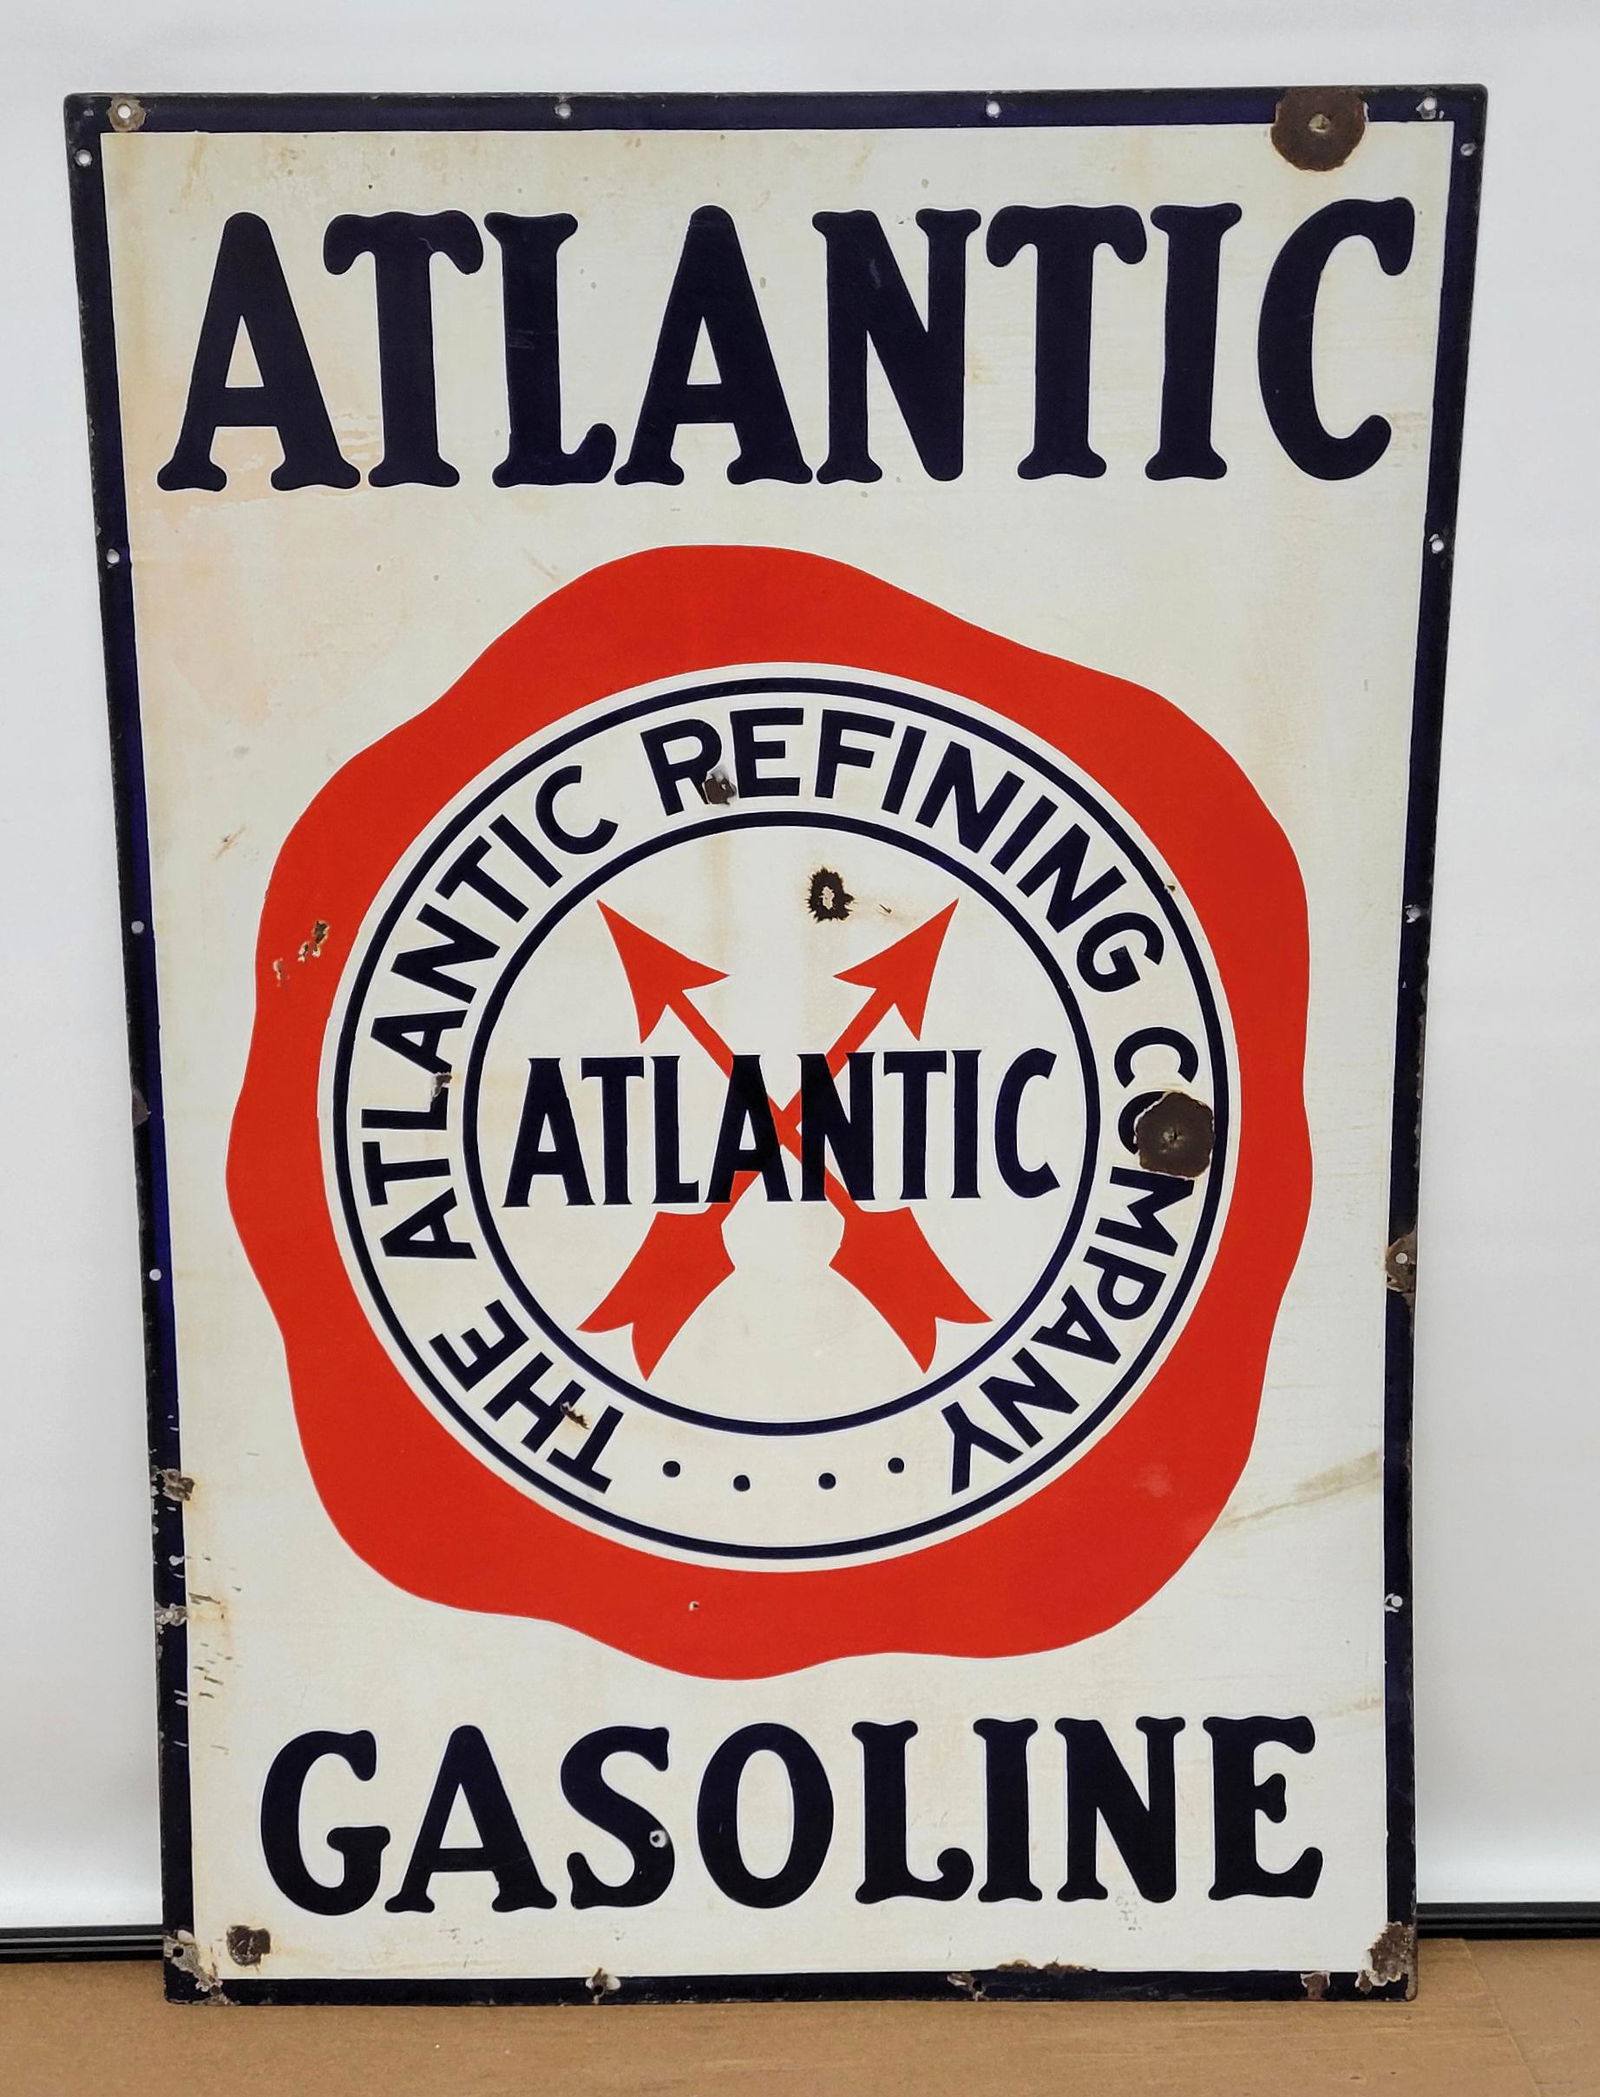 ATLANTIC
THE ATLANTIC REFINING COMPANY
ATLANTIC
GASOLINE